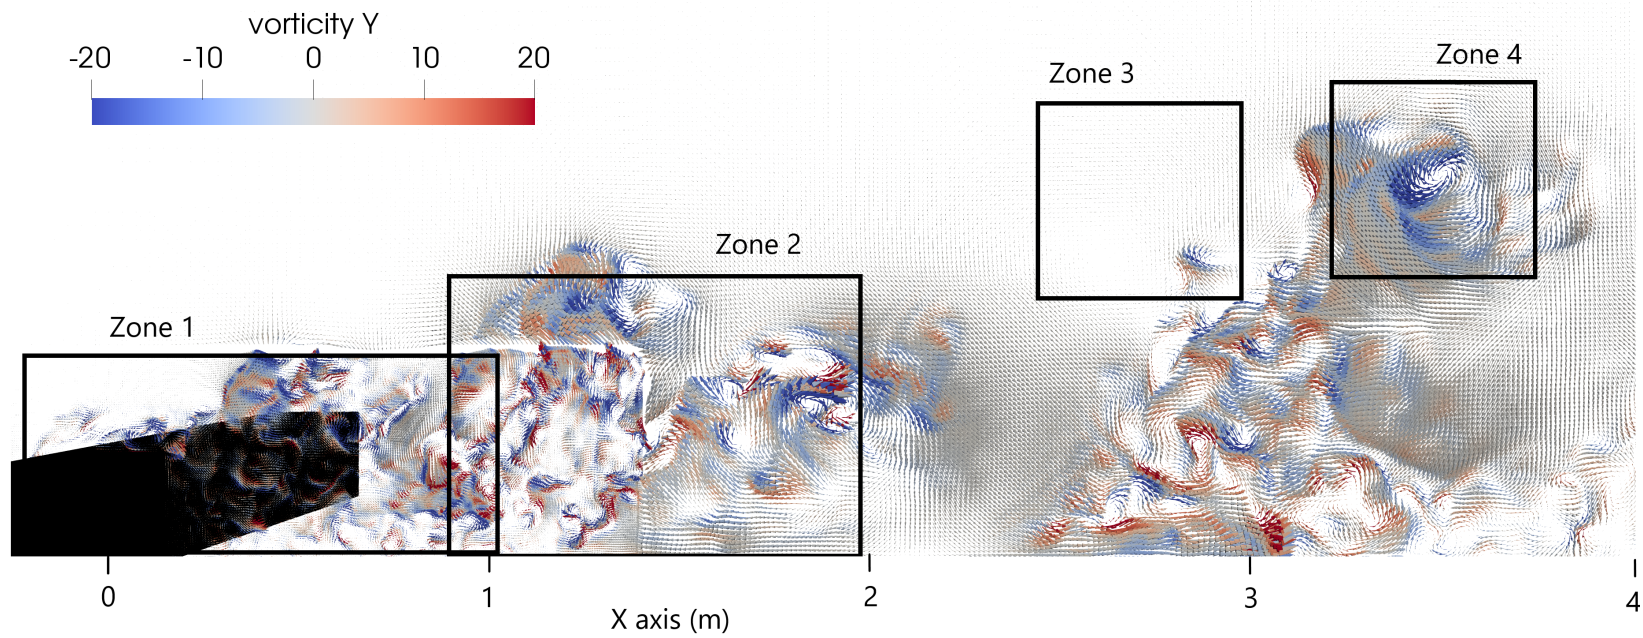 vorticity Y
-20 -10 0 10 20
Zone 4
Zone 3
Zone 2
Zone 1
0 1 2 3 4
X axis (m)